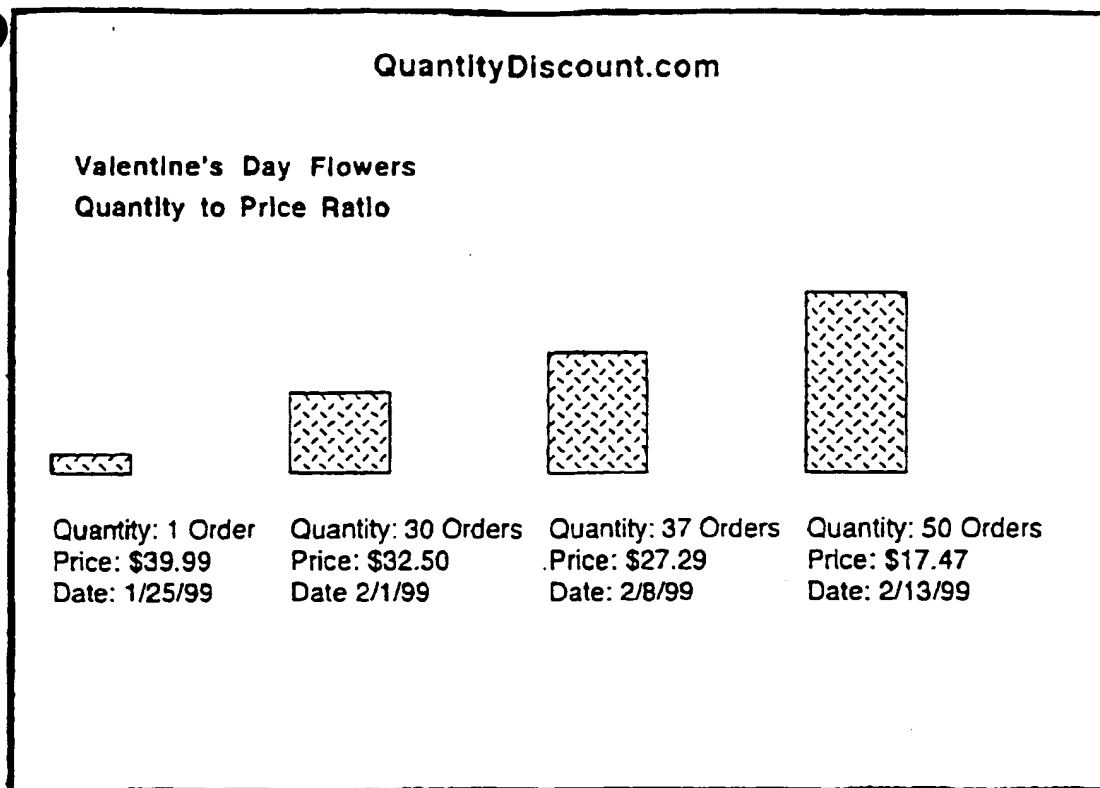 QuantityDiscount.com
Valentine's Day Flowers
Quantity to Price Ratio
Quantity: 1 Order
Price: $39.99
Date: 1/25/99
Quantity: 30 Orders
Price: $32.50
Date 2/1/99
Quantity: 37 Orders
Price: $27.29
Date: 2/8/99
Quantity: 50 Orders
Price: $17.47
Date: 2/13/99